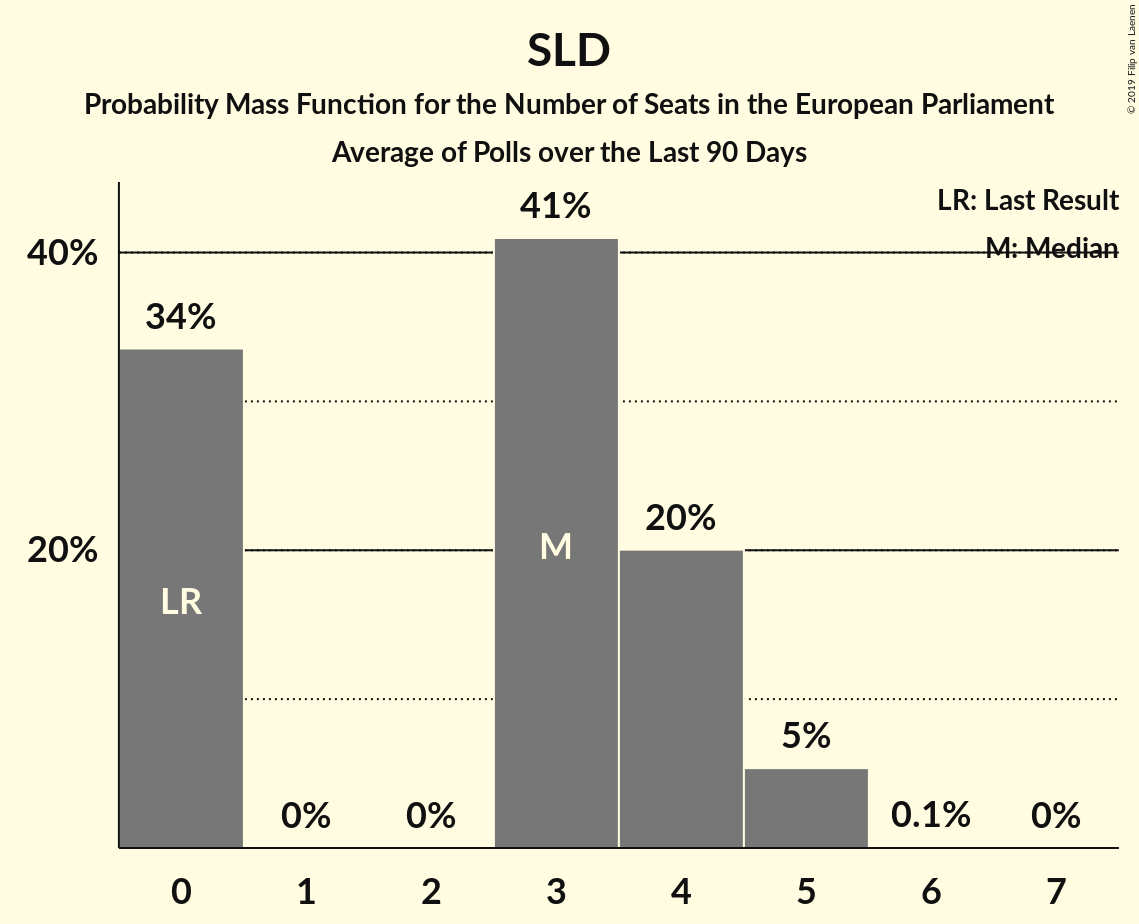 SLD
Probability Mass Function for the Number of Seats in the European Parliament
Average of Polls over the Last 90 Days
© 2019 Filip van Laenen
LR: Last Result
M: Median
40%
20%
34%
0%
0%
41%
20%
5%
0.1%
0%
LR
M
0 1 2 3 4 5 6 7